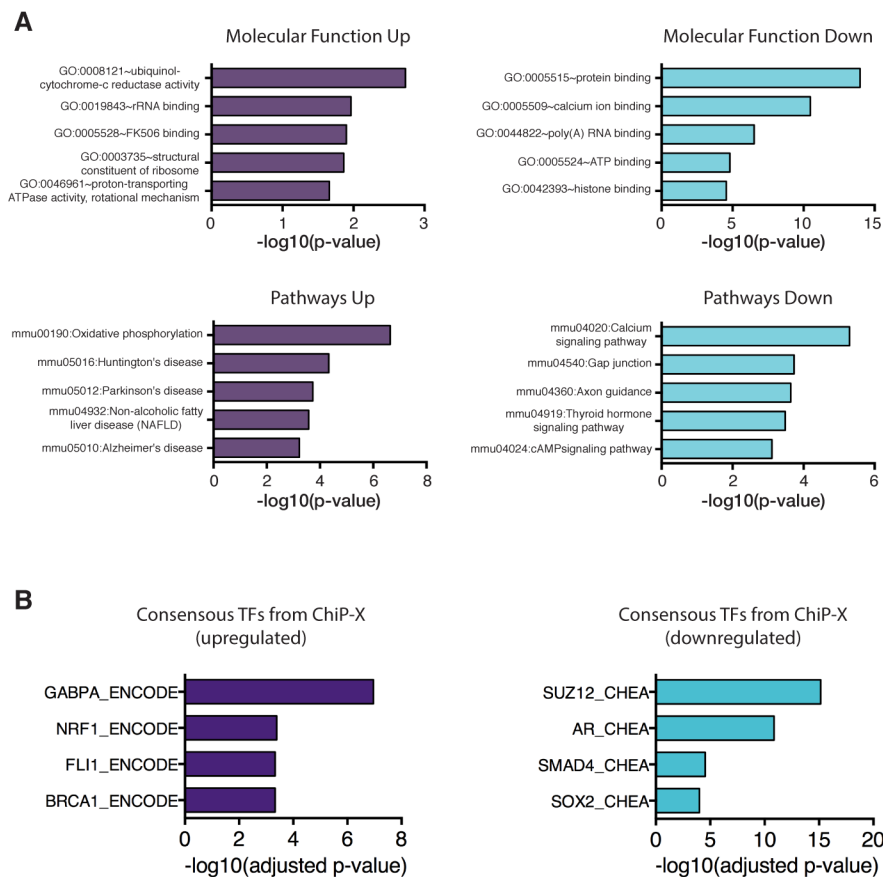 A
Molecular Function Up
GO:0008121~ubiquinol-
cytochrome-c reductase activity
GO:0019843~rRNA binding
GO:0005528~FK506 binding
GO:0003735~structural
constituent of ribosome
GO:0046961~proton-transporting
ATPase activity, rotational mechanism
0 1 2 3
-log10(p-value)
Molecular Function Down
GO:0005515~protein binding
GO:0005509~calcium ion binding
GO:0044822~poly(A) RNA binding
GO:0005524~ATP binding
GO:0042393~histone binding
0 5 10 15
-log10(p-value)
Pathways Up
mmu00190:Oxidative phosphorylation
mmu05016:Huntington's disease
mmu05012:Parkinson's disease
mmu04932:Non-alcoholic fatty
liver disease (NAFLD)
mmu05010:Alzheimer's disease
0 2 4 6 8
-log10(p-value)
Pathways Down
mmu04020:Calcium
signaling pathway
mmu04540:Gap junction
mmu04360:Axon guidance
mmu04919:Thyroid hormone
signaling pathway
mmu04024:cAMPsignaling pathway
0 2 4 6
-log10(p-value)
B
Consensous TFs from ChiP-X
(upregulated)
GABPA_ENCODE
NRF1_ENCODE
FLI1_ENCODE
BRCA1_ENCODE
0 2 4 6 8
-log10(adjusted p-value)
Consensous TFs from ChiP-X
(downregulated)
SUZ12_CHEA
AR_CHEA
SMAD4_CHEA
SOX2_CHEA
0 5 10 15 20
-log10(adjusted p-value)